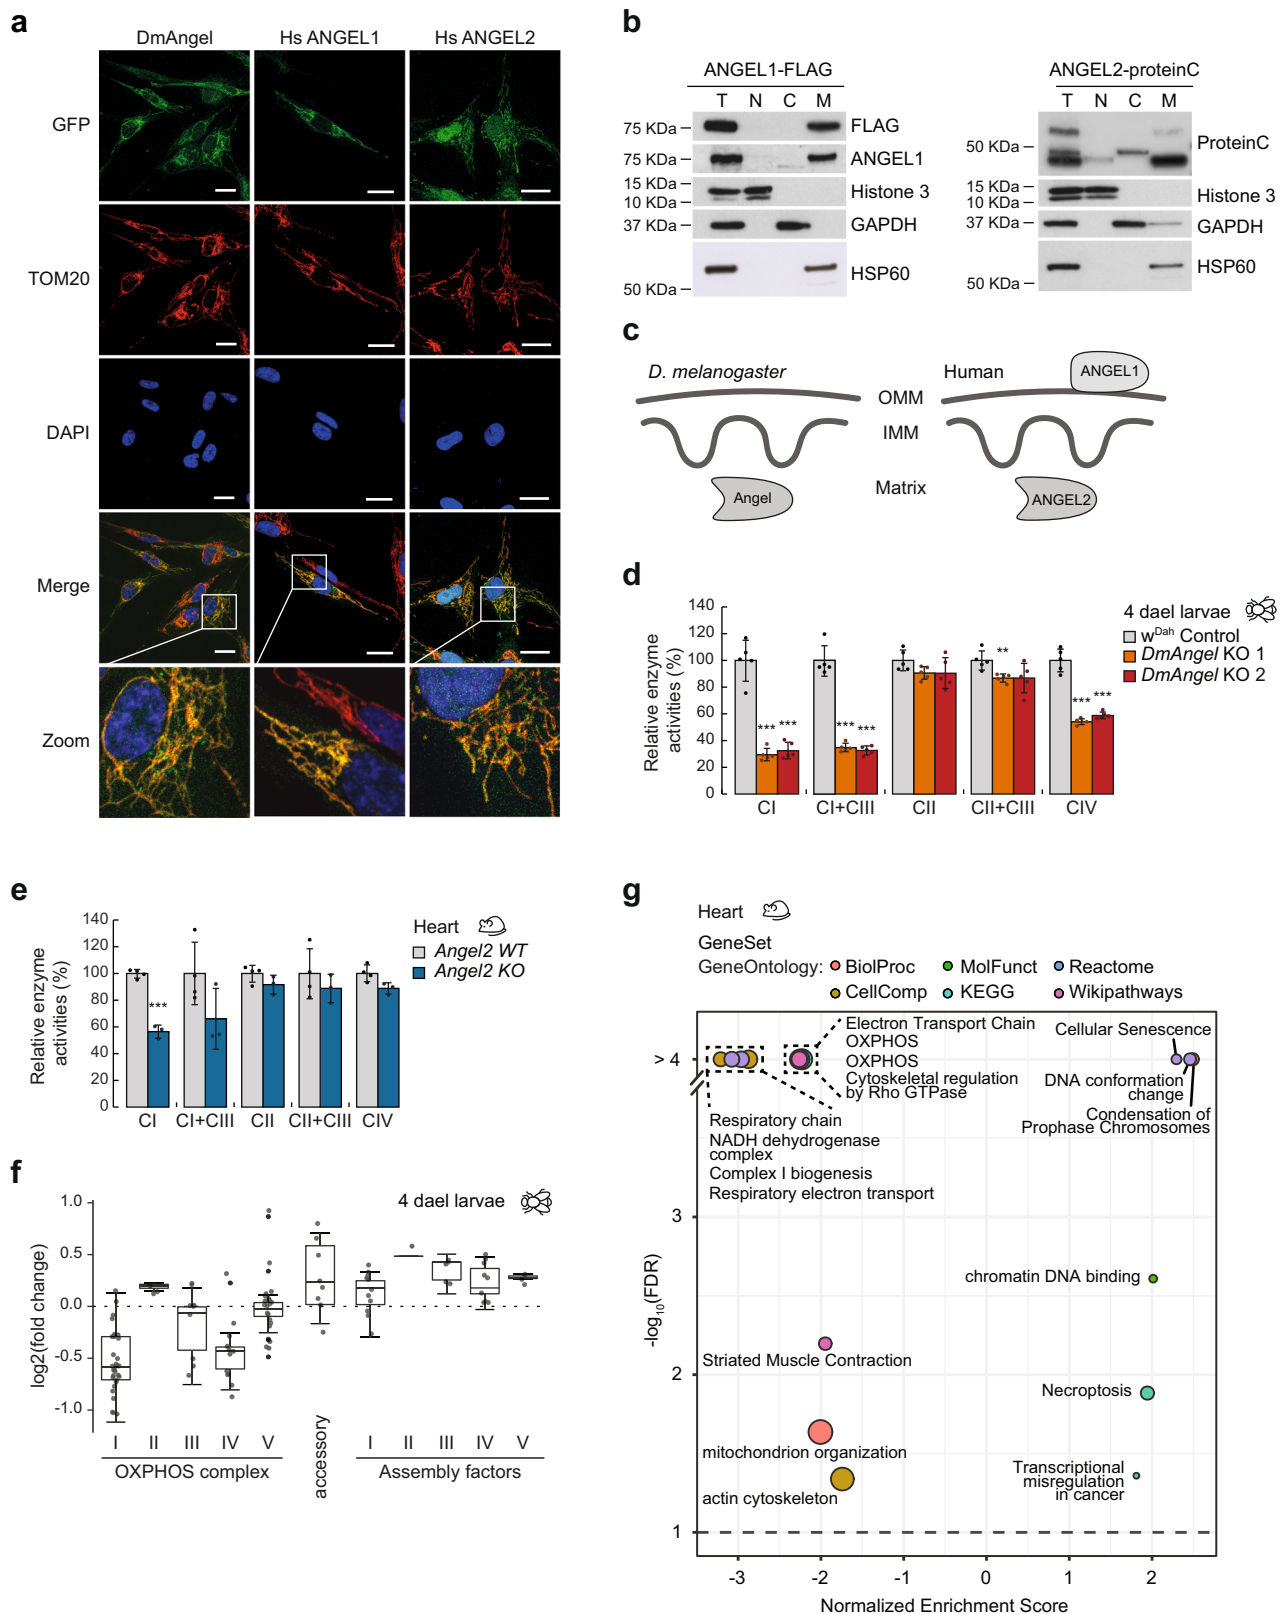 a
DmAngel
Hs ANGEL1
Hs ANGEL2
GFP
TOM20
DAPI
Merge
Zoom
b
ANGEL1-FLAG
T N C M
75 KDa
FLAG
75 KDa
ANGEL1
15 KDa
10 KDa
Histone 3
37 KDa
GAPDH
HSP60
50 KDa
ANGEL2-proteinC
T N C M
50 KDa
ProteinC
15 KDa
10 KDa
Histone 3
37 KDa
GAPDH
HSP60
50 KDa
c
D. melanogaster
Human
ANGEL1
OMM
IMM
Matrix
Angel
ANGEL2
d
4 dael larvae
wDah Control
DmAngel KO 1
DmAngel KO 2
Relative enzyme
activities (%)
140
120
100
80
60
40
20
0
*** ***
*** ***
**
*** ***
CI CI+CIII CII CII+CIII CIV
e
Heart
Angel2 WT
Angel2 KO
Relative enzyme
activities (%)
140
120
100
80
60
40
20
0
***
CI CI+CIII CII CII+CIII CIV
f
4 dael larvae
log2(fold change)
1.0
0.5
0.0
-0.5
-1.0
I II III IV V
OXPHOS complex
accessory
I II III IV V
Assembly factors
g
Heart
GeneSet
GeneOntology:
BiolProc
MolFunct
Reactome
CellComp
KEGG
Wikipathways
Electron Transport Chain
OXPHOS
OXPHOS
Cytoskeletal regulation
by Rho GTPase
Cellular Senescence
DNA conformation
change
Condensation of
Prophase Chromosomes
Respiratory chain
NADH dehydrogenase
complex
Complex I biogenesis
Respiratory electron transport
chromatin DNA binding
Striated Muscle Contraction
Necroptosis
mitochondrion organization
Transcriptional
misregulation
in cancer
actin cytoskeleton
-log10(FDR)
> 4
3
2
1
-3 -2 -1 0 1 2
Normalized Enrichment Score